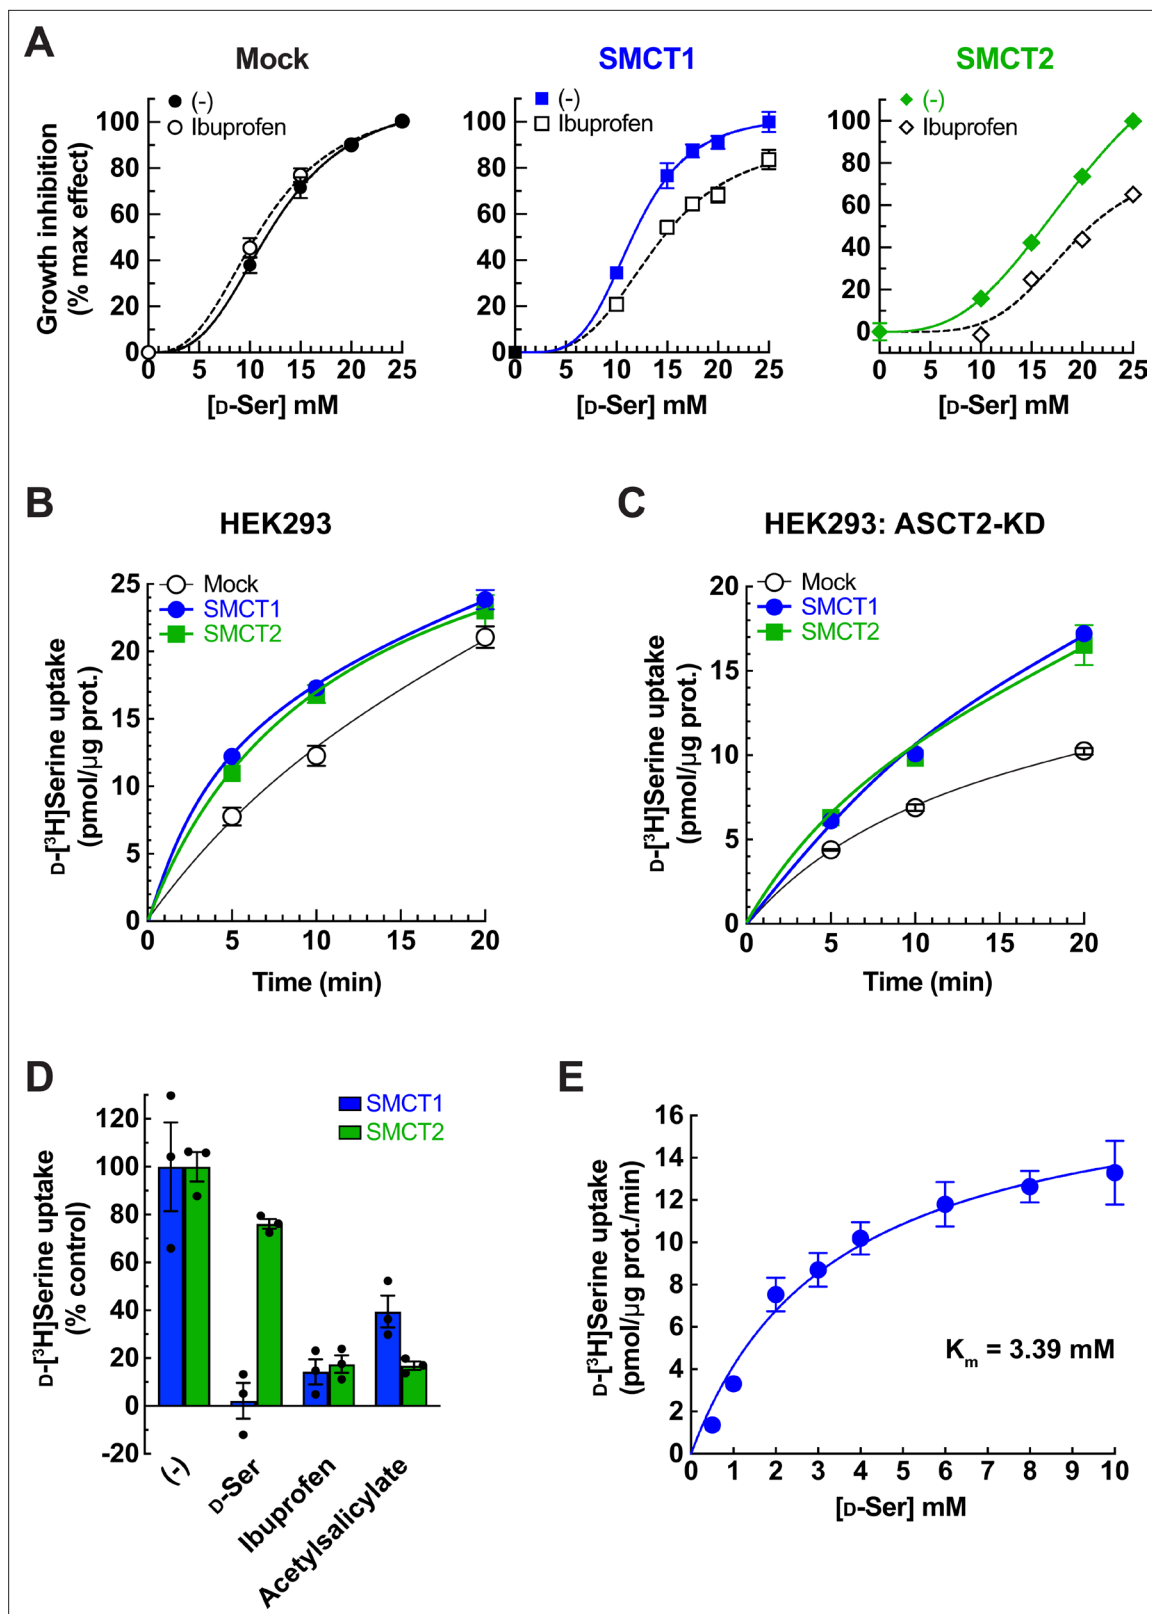 A
Mock
SMCT1
SMCT2
Growth inhibition
(% max effect)
100
80
60
40
20
0
(-)
Ibuprofen
0 5 10 15 20 25
[D-Ser] mM
100
80
60
40
20
0
(-)
Ibuprofen
0 5 10 15 20 25
[D-Ser] mM
100
80
60
40
20
0
(-)
Ibuprofen
0 5 10 15 20 25
[D-Ser] mM
B
HEK293
D-[³H]Serine uptake
(pmol/µg prot.)
25
20
15
10
5
0
Mock
SMCT1
SMCT2
0 5 10 15 20
Time (min)
C
HEK293: ASCT2-KD
D-[³H]Serine uptake
(pmol/µg prot.)
20
15
10
5
0
Mock
SMCT1
SMCT2
0 5 10 15 20
Time (min)
D
D-[³H]Serine uptake
(% control)
120
100
80
60
40
20
0
-20
SMCT1
SMCT2
(-)
D-Ser
Ibuprofen
Acetylsalicylate
E
D-[³H]Serine uptake
(pmol/µg prot./min)
16
14
12
10
8
6
4
2
0
Kₘ = 3.39 mM
0 1 2 3 4 5 6 7 8 9 10
[D-Ser] mM